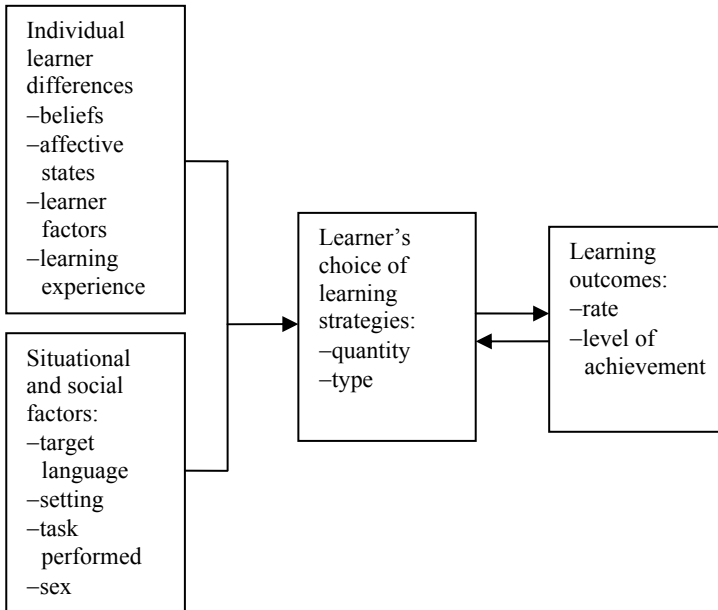 Individual
learner
differences
–beliefs
–affective
states
–learner
factors
–learning
experience
Situational
and social
factors:
–target
language
–setting
–task
performed
–sex
Learner’s
choice of
learning
strategies:
–quantity
–type
Learning
outcomes:
–rate
–level of
achievement